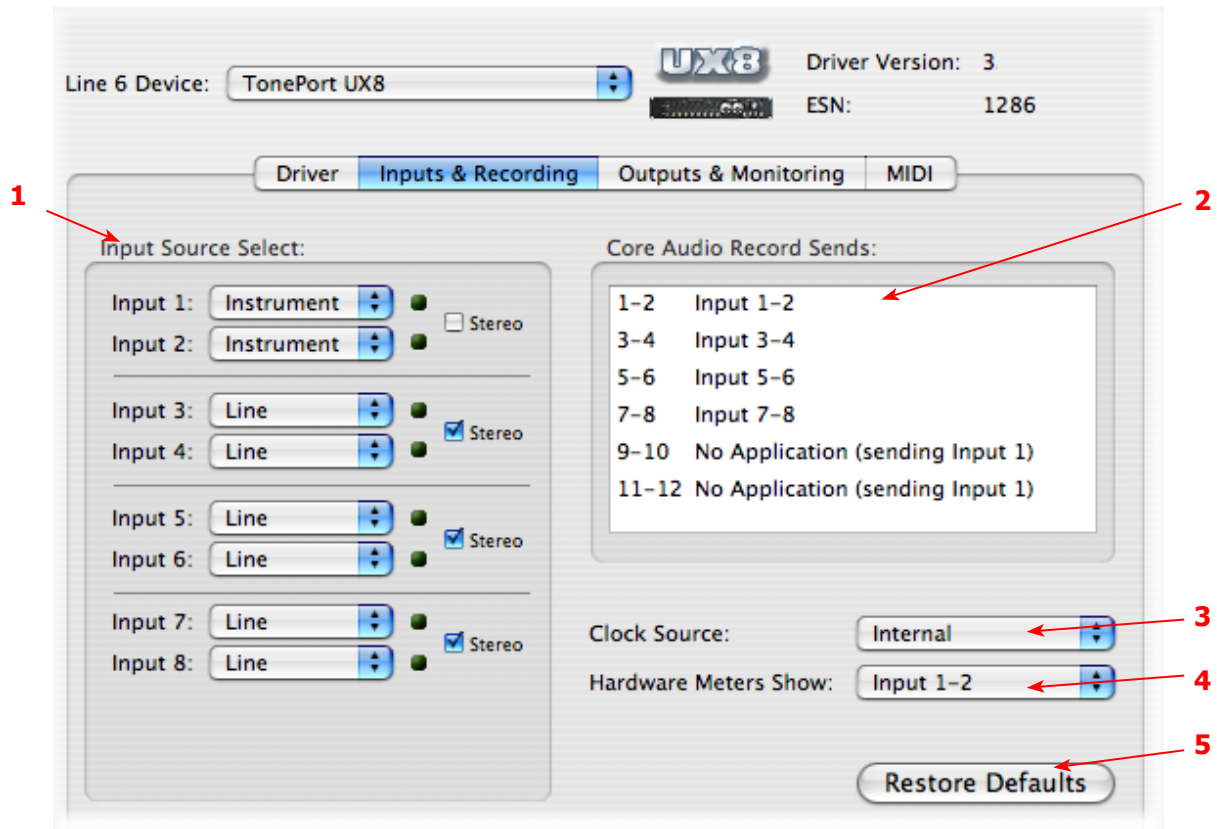 Line 6 Device: TonePort UX8
UX8
Driver Version: 3
ESN: 1286
Driver Inputs & Recording Outputs & Monitoring MIDI
1
2
Input Source Select:
Input 1: Instrument
Input 2: Instrument
Stereo
Input 3: Line
Input 4: Line
Stereo
Input 5: Line
Input 6: Line
Stereo
Input 7: Line
Input 8: Line
Stereo
Core Audio Record Sends:
1–2 Input 1–2
3–4 Input 3–4
5–6 Input 5–6
7–8 Input 7–8
9–10 No Application (sending Input 1)
11–12 No Application (sending Input 1)
Clock Source: Internal
3
Hardware Meters Show: Input 1–2
4
5
Restore Defaults